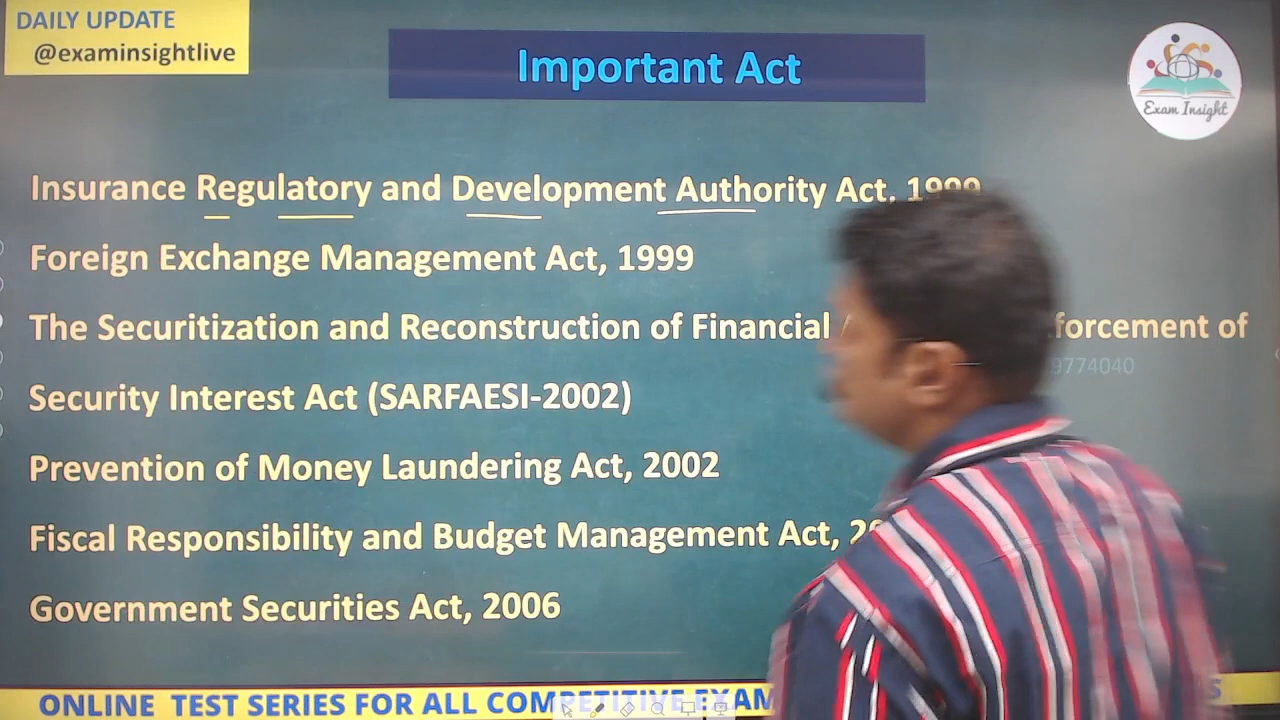 DAILY UPDATE
@examinsightlive
Important Act
Exam Insight
Insurance Regulatory and Development Authority Act, 1999
Foreign Exchange Management Act, 1999
The Securitization and Reconstruction of Financial forcement of
9774040
Security Interest Act (SARFAESI-2002)
Prevention of Money Laundering Act, 2002
Fiscal Responsibility and Budget Management Act, 20
Government Securities Act, 2006
ONLINE TEST SERIES FOR ALL COMPETITIVE EXAM